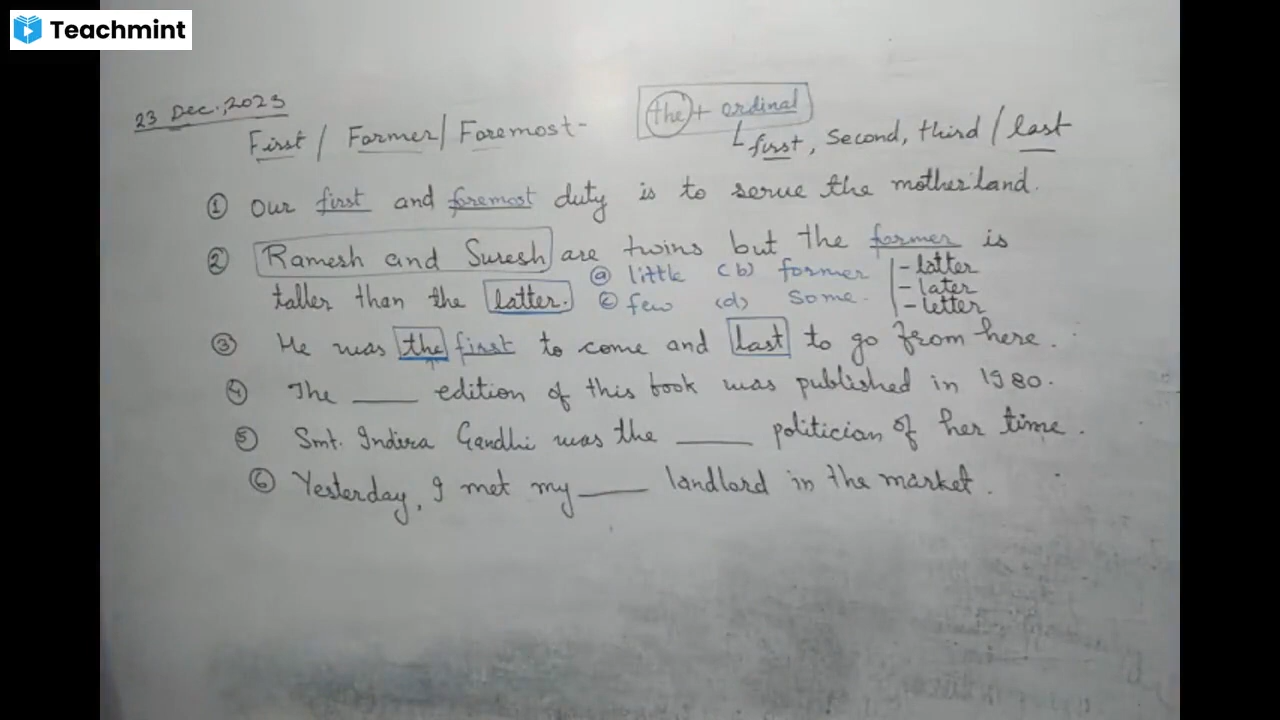 Teachmint
23 Dec., 2023
First / Former / Foremost-
the + ordinal
first, second, third / last
① Our first and foremost duty is to serve the motherland.
② Ramesh and Suresh are twins but the former is
ⓐ little (b) former
ⓒ few (d) some.
- latter
- later
- letter
taller than the latter.
③ He was the first to come and last to go from here.
④ The ____ edition of this book was published in 1980.
⑤ Smt. Indira Gandhi was the ____ politician of her time.
⑥ Yesterday, I met my ____ landlord in the market.